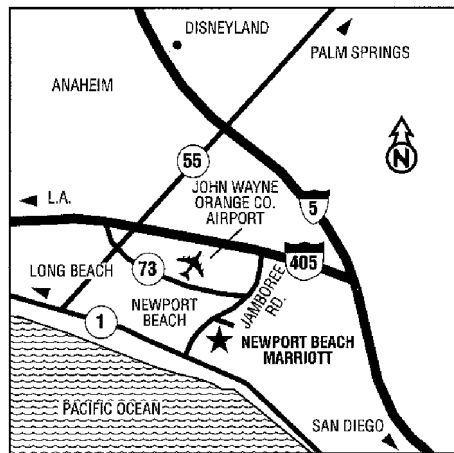 DISNEYLAND
PALM SPRINGS
ANAHEIM
N
55
L.A.
JOHN WAYNE
ORANGE CO.
AIRPORT
5
405
LONG BEACH
73
JAMBOREE
RD.
NEWPORT
BEACH
1
NEWPORT BEACH
MARRIOTT
PACIFIC OCEAN
SAN DIEGO